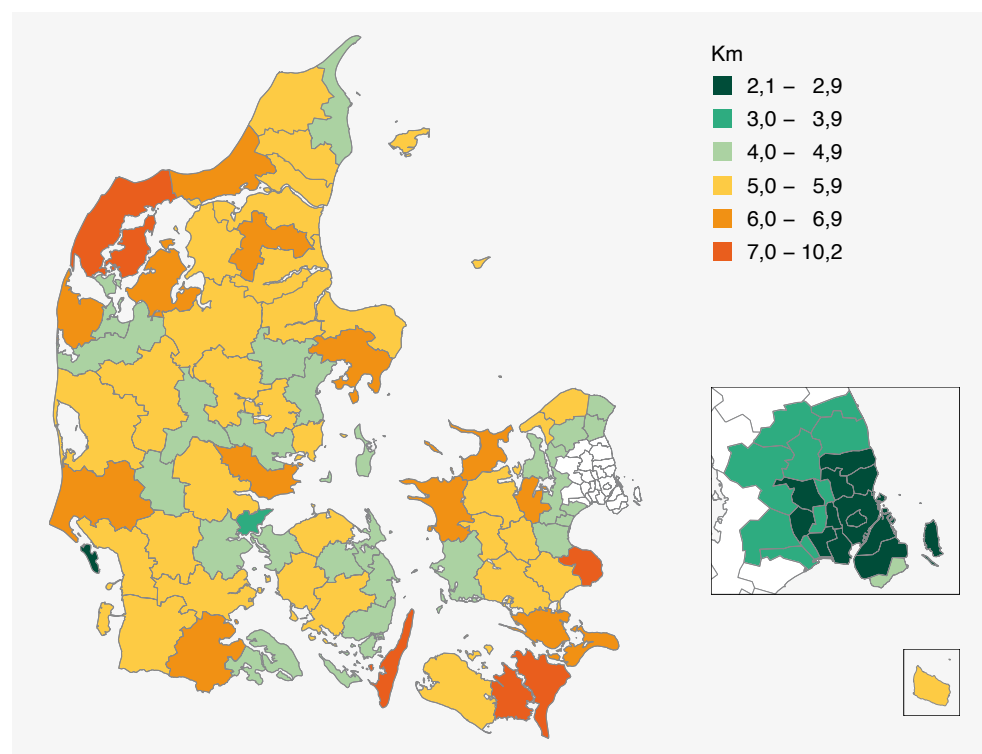 Km
2,1 – 2,9
3,0 – 3,9
4,0 – 4,9
5,0 – 5,9
6,0 – 6,9
7,0 – 10,2